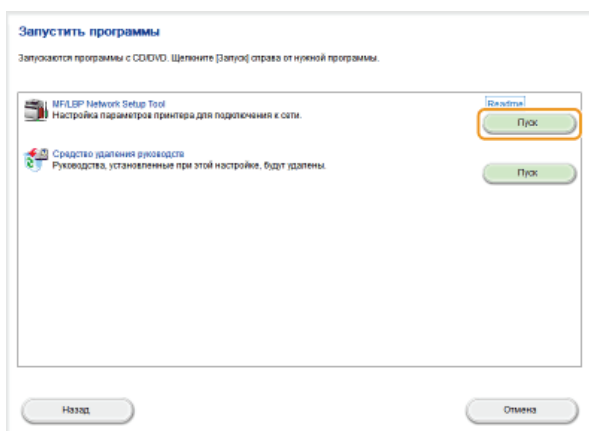 Запустить программы
Запускаются программы с CD/DVD. Щелкните [Запуск] справа от нужной программы.
MF/LBP Network Setup Tool
Readme
Настройка параметров принтера для подключения к сети.
Пуск
Средство удаления руководств
Руководства, установленные при этой настройке, будут удалены.
Пуск
Назад
Отмена